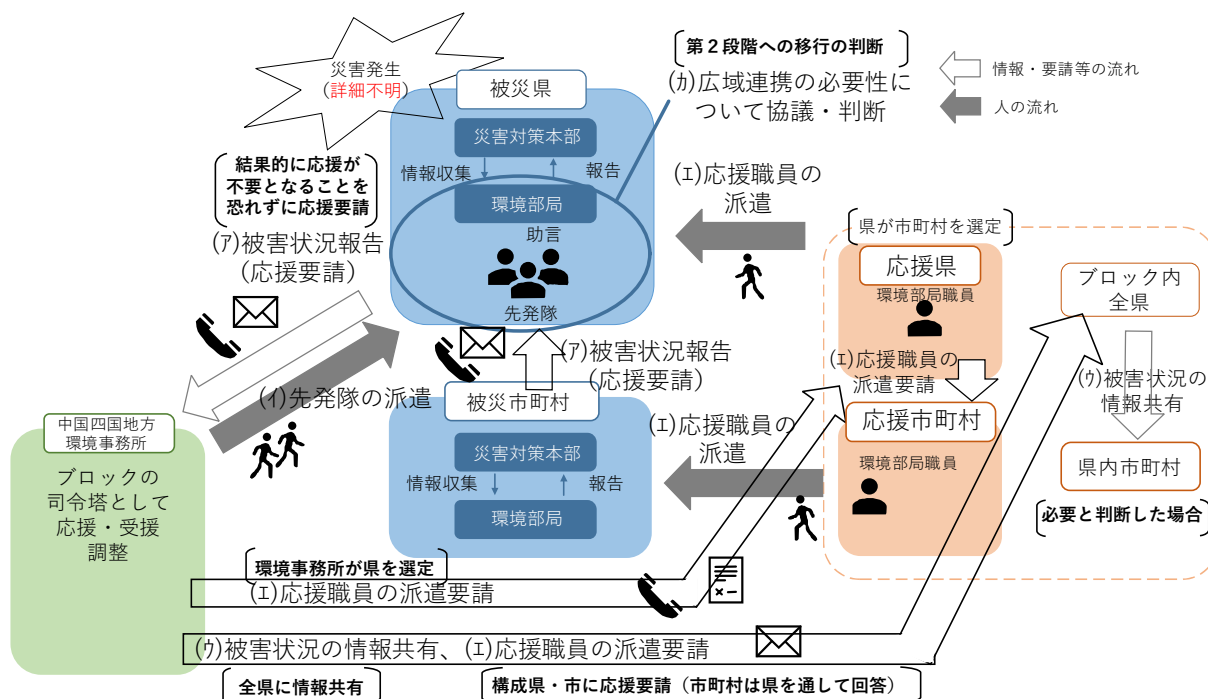 災害発生
(詳細不明)
第２段階への移行の判断
(ｶ)広域連携の必要性に
ついて協議・判断
情報・要請等の流れ
人の流れ
被災県
災害対策本部
情報収集
報告
環境部局
助言
先発隊
結果的に応援が
不要となることを
恐れずに応援要請
(ｱ)被害状況報告
(応援要請)
(ｴ)応援職員の
派遣
県が市町村を選定
応援県
環境部局職員
ブロック内
全県
(ｱ)被害状況報告
(応援要請)
(ｴ)応援職員の
派遣要請
(ｳ)被害状況の
情報共有
(ｲ)先発隊の派遣
被災市町村
災害対策本部
情報収集
報告
環境部局
(ｴ)応援職員の
派遣
応援市町村
環境部局職員
県内市町村
必要と判断した場合
中国四国地方
環境事務所
ブロックの
司令塔として
応援・受援
調整
環境事務所が県を選定
(ｴ)応援職員の派遣要請
(ｳ)被害状況の情報共有、(ｴ)応援職員の派遣要請
全県に情報共有
構成県・市に応援要請（市町村は県を通して回答）